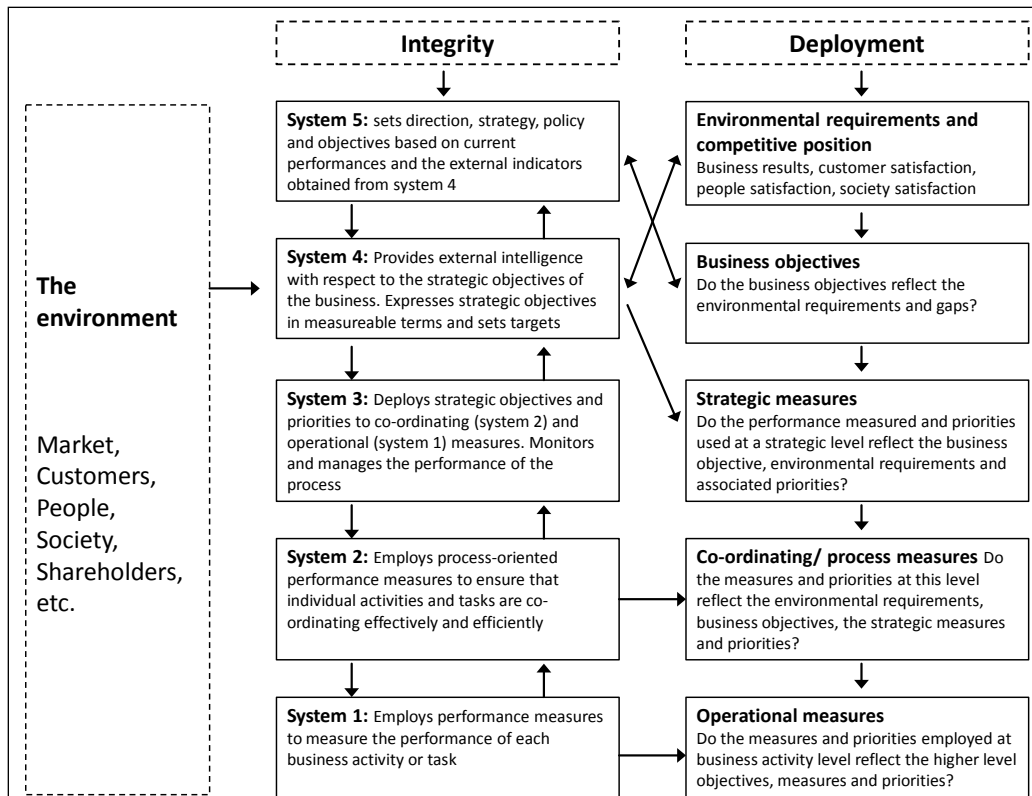 Integrity
Deployment
The
environment
Market,
Customers,
People,
Society,
Shareholders,
etc.
System 5: sets direction, strategy, policy
and objectives based on current
performances and the external indicators
obtained from system 4
System 4: Provides external intelligence
with respect to the strategic objectives of
the business. Expresses strategic objectives
in measureable terms and sets targets
System 3: Deploys strategic objectives and
priorities to co-ordinating (system 2) and
operational (system 1) measures. Monitors
and manages the performance of the
process
System 2: Employs process-oriented
performance measures to ensure that
individual activities and tasks are co-
ordinating effectively and efficiently
System 1: Employs performance measures
to measure the performance of each
business activity or task
Environmental requirements and
competitive position
Business results, customer satisfaction,
people satisfaction, society satisfaction
Business objectives
Do the business objectives reflect the
environmental requirements and gaps?
Strategic measures
Do the performance measured and priorities
used at a strategic level reflect the business
objective, environmental requirements and
associated priorities?
Co-ordinating/ process measures Do
the measures and priorities at this level
reflect the environmental requirements,
business objectives, the strategic measures
and priorities?
Operational measures
Do the measures and priorities employed at
business activity level reflect the higher level
objectives, measures and priorities?